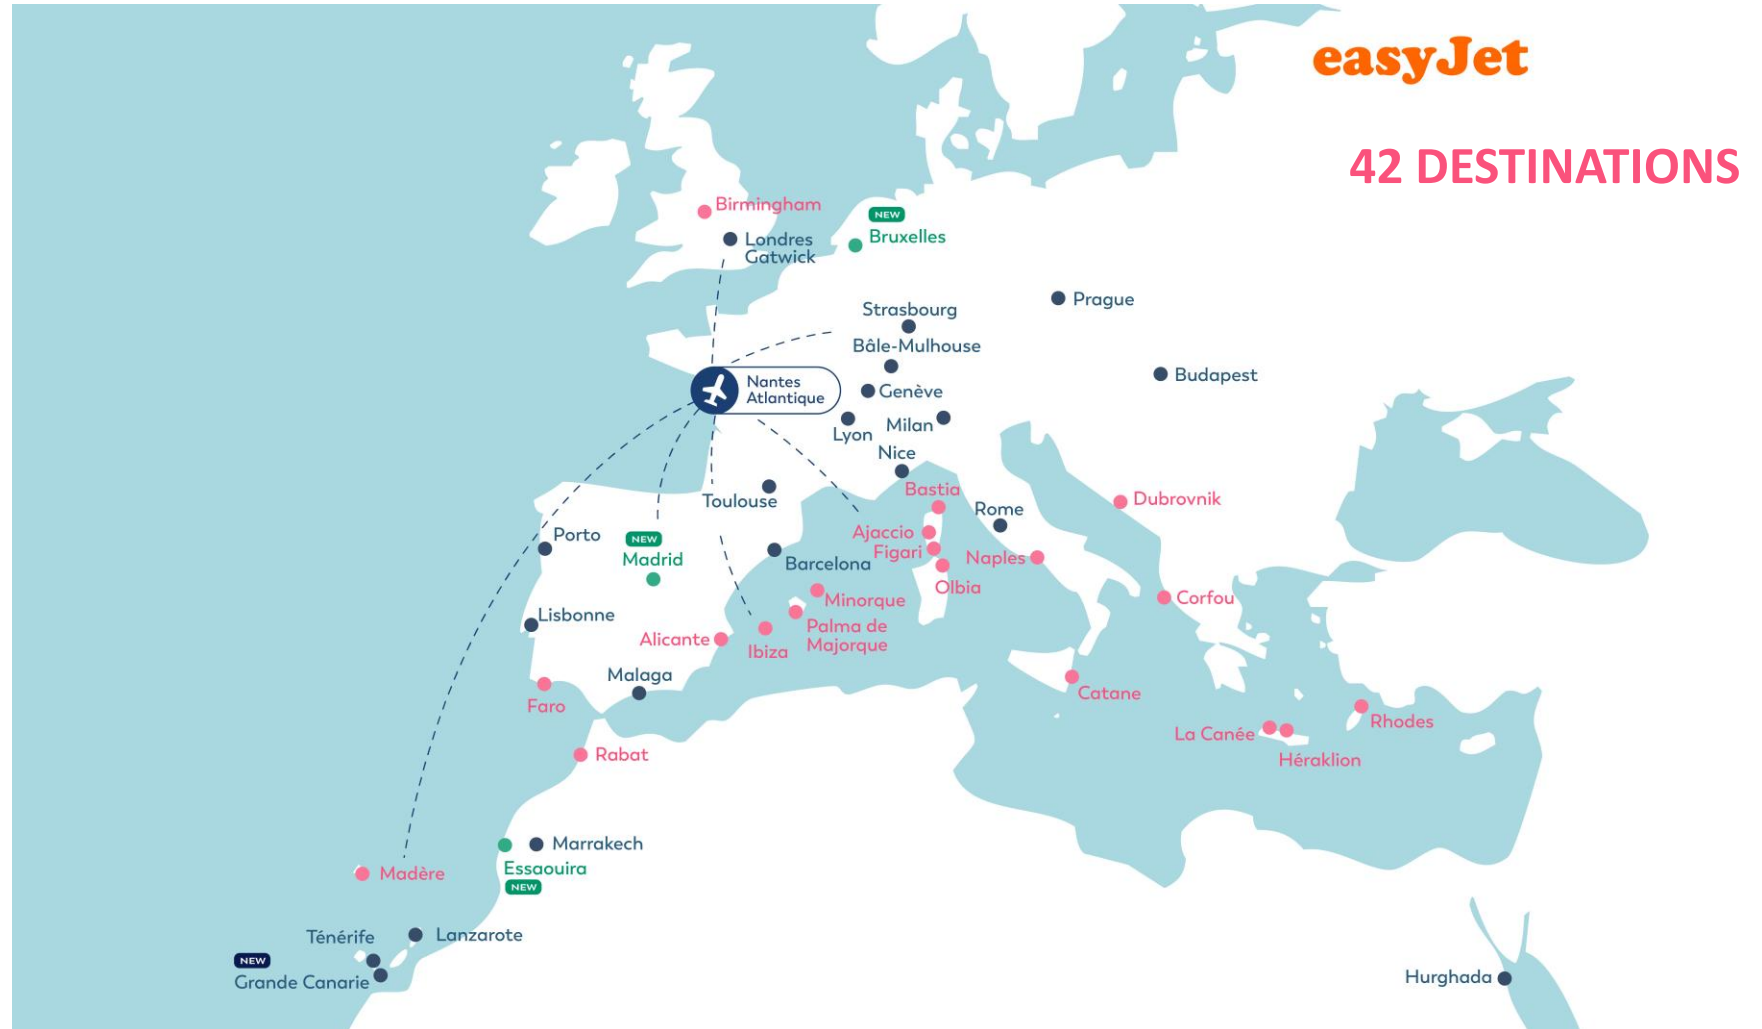 easyJet
42 DESTINATIONS
Birmingham
Londres
Gatwick
NEW
Bruxelles
Prague
Strasbourg
Bâle-Mulhouse
Budapest
Nantes
Atlantique
Genève
Lyon
Milan
Nice
Toulouse
Bastia
Rome
Dubrovnik
Porto
NEW
Madrid
Barcelona
Ajaccio
Figari
Naples
Olbia
Minorque
Corfou
Lisbonne
Alicante
Ibiza
Palma de
Majorque
Malaga
Faro
Catane
Rhodes
La Canée
Héraklion
Rabat
Marrakech
Essaouira
NEW
Madère
Ténérife
Lanzarote
NEW
Grande Canarie
Hurghada